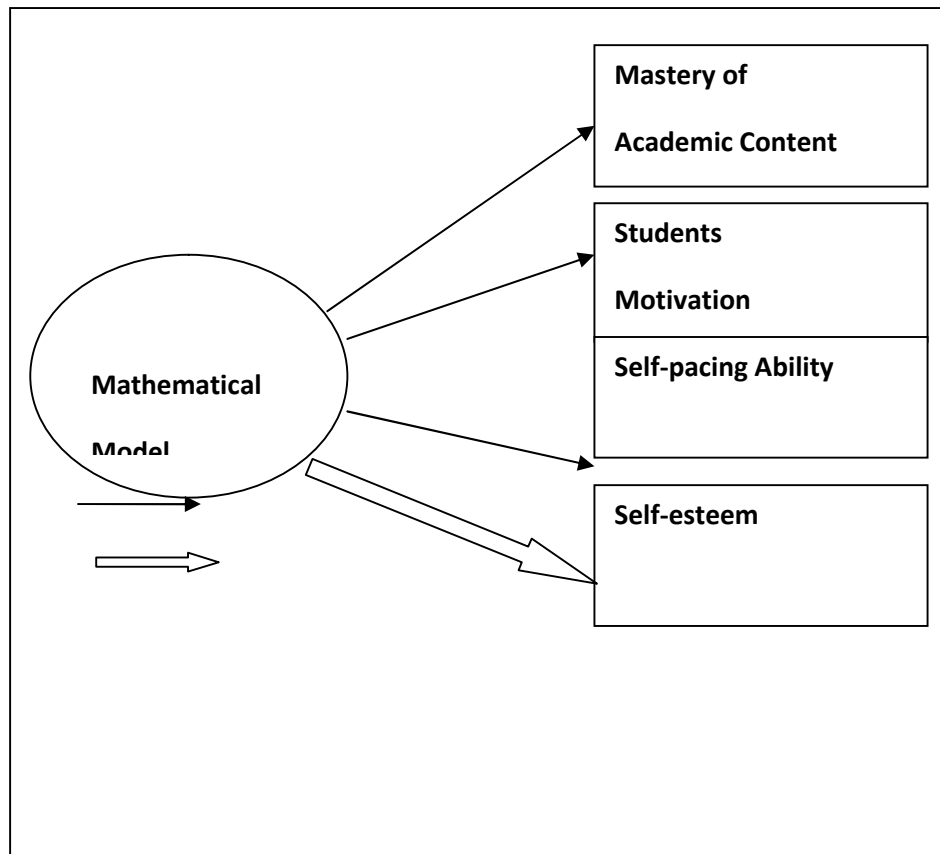 Mastery of
Academic Content
Students
Motivation
Self-pacing Ability
Mathematical
Model
Self-esteem